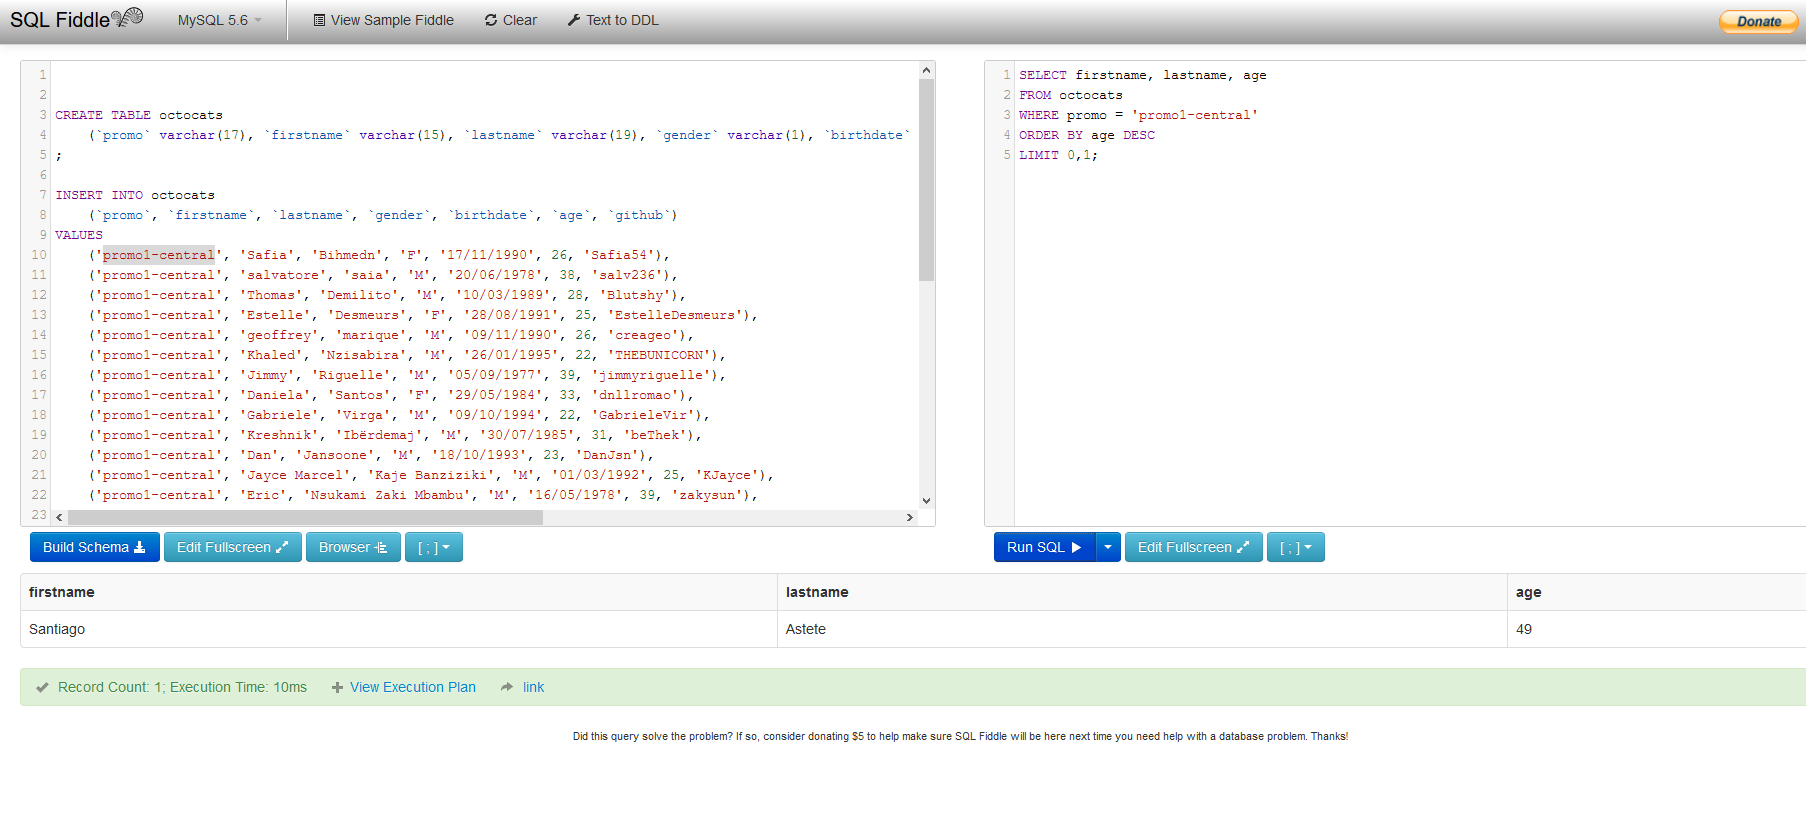 SQL Fiddle MySQL 5.6 View Sample Fiddle Clear Text to DDL Donate
1
2
3 CREATE TABLE octocats
4 (`promo` varchar(17), `firstname` varchar(15), `lastname` varchar(19), `gender` varchar(1), `birthdate`
5 ;
6
7 INSERT INTO octocats
8 (`promo`, `firstname`, `lastname`, `gender`, `birthdate`, `age`, `github`)
9 VALUES
10 ('promo1-central', 'Safia', 'Bihmedn', 'F', '17/11/1990', 26, 'Safia54'),
11 ('promo1-central', 'salvatore', 'saia', 'M', '20/06/1978', 38, 'salv236'),
12 ('promo1-central', 'Thomas', 'Demilito', 'M', '10/03/1989', 28, 'Blutshy'),
13 ('promo1-central', 'Estelle', 'Desmeurs', 'F', '28/08/1991', 25, 'EstelleDesmeurs'),
14 ('promo1-central', 'geoffrey', 'marique', 'M', '09/11/1990', 26, 'creageo'),
15 ('promo1-central', 'Khaled', 'Nzisabira', 'M', '26/01/1995', 22, 'THEBUNICORN'),
16 ('promo1-central', 'Jimmy', 'Riguelle', 'M', '05/09/1977', 39, 'jimmyriguelle'),
17 ('promo1-central', 'Daniela', 'Santos', 'F', '29/05/1984', 33, 'dnllromao'),
18 ('promo1-central', 'Gabriele', 'Virga', 'M', '09/10/1994', 22, 'GabrieleVir'),
19 ('promo1-central', 'Kreshnik', 'Ibërdemaj', 'M', '30/07/1985', 31, 'beThek'),
20 ('promo1-central', 'Dan', 'Jansoone', 'M', '18/10/1993', 23, 'DanJsn'),
21 ('promo1-central', 'Jayce Marcel', 'Kaje Banziziki', 'M', '01/03/1992', 25, 'KJayce'),
22 ('promo1-central', 'Eric', 'Nsukami Zaki Mbambu', 'M', '16/05/1978', 39, 'zakysun'),
23
1 SELECT firstname, lastname, age
2 FROM octocats
3 WHERE promo = 'promo1-central'
4 ORDER BY age DESC
5 LIMIT 0,1;
Build Schema Edit Fullscreen Browser [ ; ]
Run SQL Edit Fullscreen [ ; ]
firstname lastname age
Santiago Astete 49
Record Count: 1; Execution Time: 10ms View Execution Plan link
Did this query solve the problem? If so, consider donating $5 to help make sure SQL Fiddle will be here next time you need help with a database problem. Thanks!